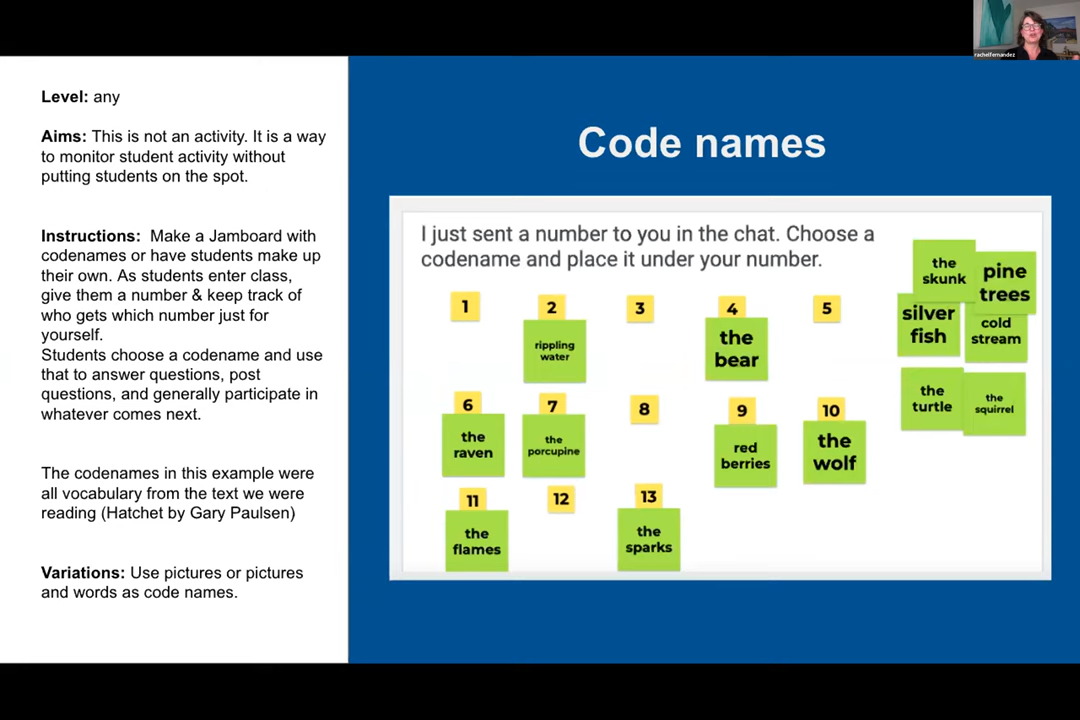 rachelfernandez
Level: any
Aims: This is not an activity. It is a way
to monitor student activity without
putting students on the spot.
Instructions: Make a Jamboard with
codenames or have students make up
their own. As students enter class,
give them a number & keep track of
who gets which number just for
yourself.
Students choose a codename and use
that to answer questions, post
questions, and generally participate in
whatever comes next.
The codenames in this example were
all vocabulary from the text we were
reading (Hatchet by Gary Paulsen)
Variations: Use pictures or pictures
and words as code names.
Code names
I just sent a number to you in the chat. Choose a
codename and place it under your number.
1
2
rippling
water
3
4
the
bear
5
6
the
raven
7
the
porcupine
8
9
red
berries
10
the
wolf
11
the
flames
12
13
the
sparks
the
skunk
pine
trees
silver
fish
cold
stream
the
turtle
the
squirrel